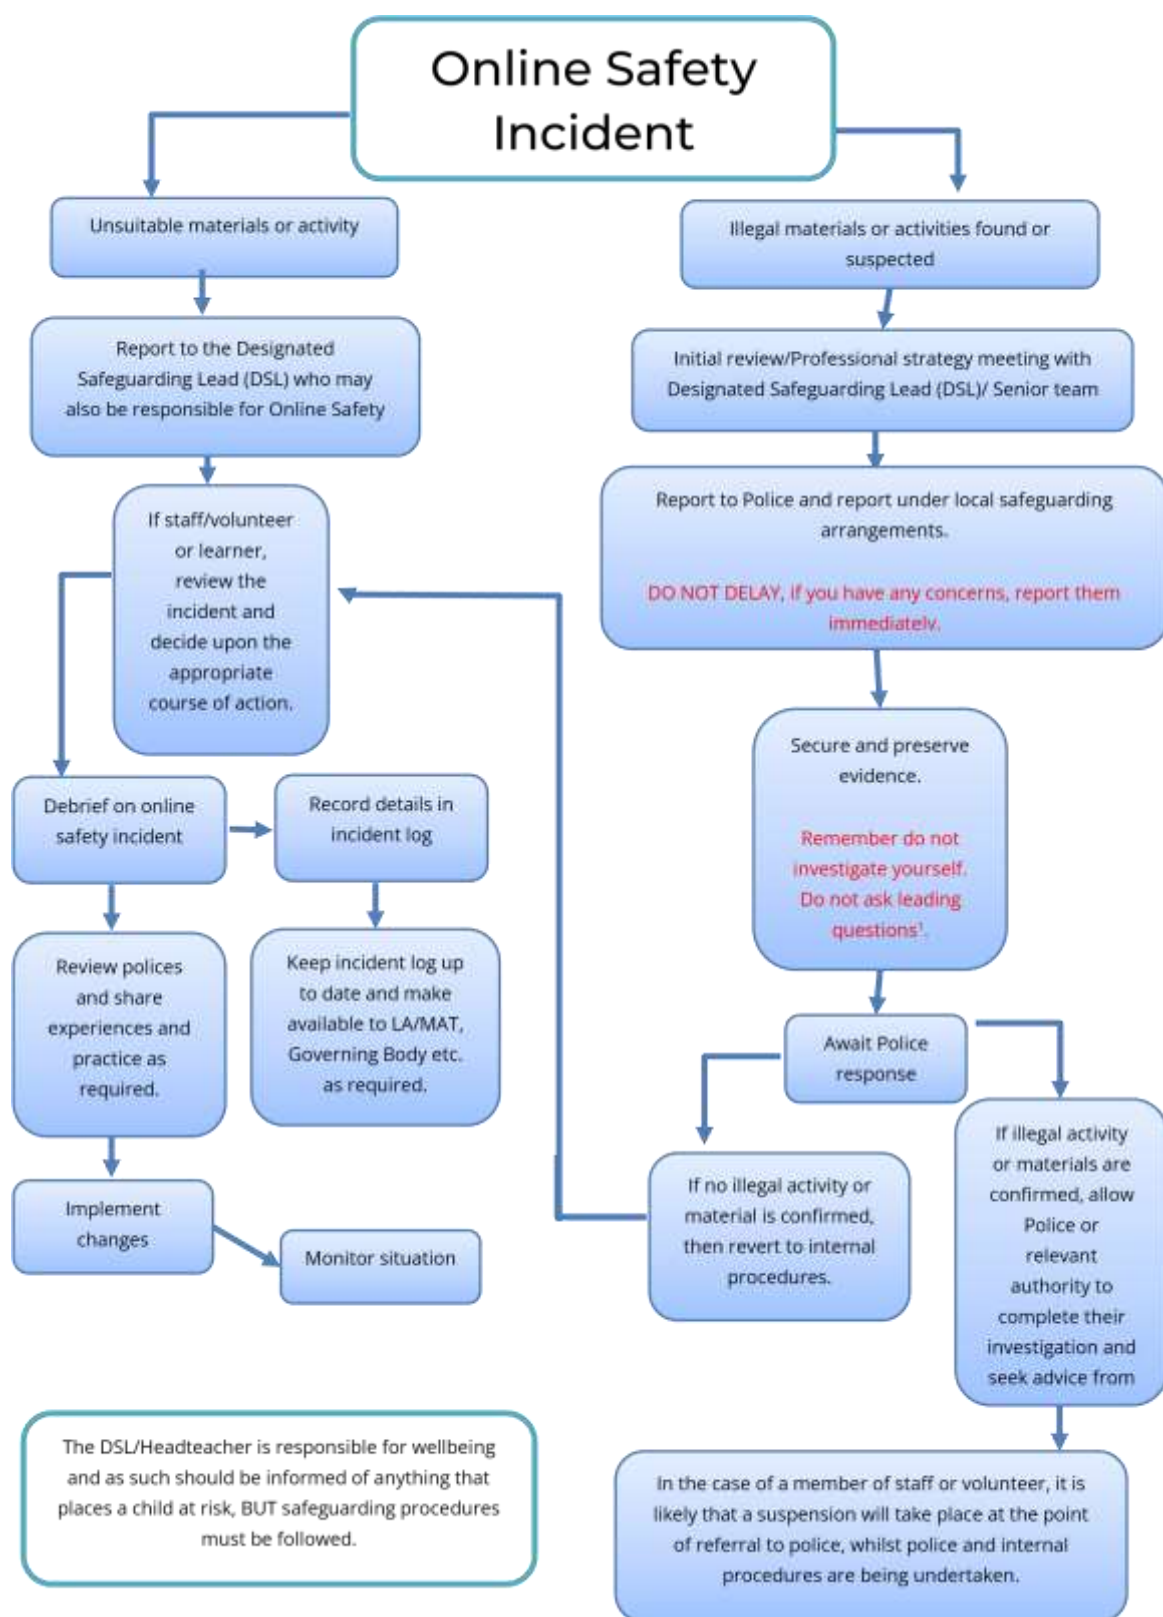 Online Safety
Incident
Unsuitable materials or activity
Report to the Designated
Safeguarding Lead (DSL) who may
also be responsible for Online Safety
If staff/volunteer
or learner,
review the
incident and
decide upon the
appropriate
course of action.
Debrief on online
safety incident
Record details in
incident log
Review polices
and share
experiences and
practice as
required.
Keep incident log up
to date and make
available to LA/MAT,
Governing Body etc.
as required.
Implement
changes
Monitor situation
Illegal materials or activities found or
suspected
Initial review/Professional strategy meeting with
Designated Safeguarding Lead (DSL)/ Senior team
Report to Police and report under local safeguarding
arrangements.
DO NOT DELAY, if you have any concerns, report them
immediately.
Secure and preserve
evidence.
Remember do not
investigate yourself.
Do not ask leading
questions¹.
Await Police
response
If no illegal activity or
material is confirmed,
then revert to internal
procedures.
If illegal activity
or materials are
confirmed, allow
Police or
relevant
authority to
complete their
investigation and
seek advice from
In the case of a member of staff or volunteer, it is
likely that a suspension will take place at the point
of referral to police, whilst police and internal
procedures are being undertaken.
The DSL/Headteacher is responsible for wellbeing
and as such should be informed of anything that
places a child at risk, BUT safeguarding procedures
must be followed.